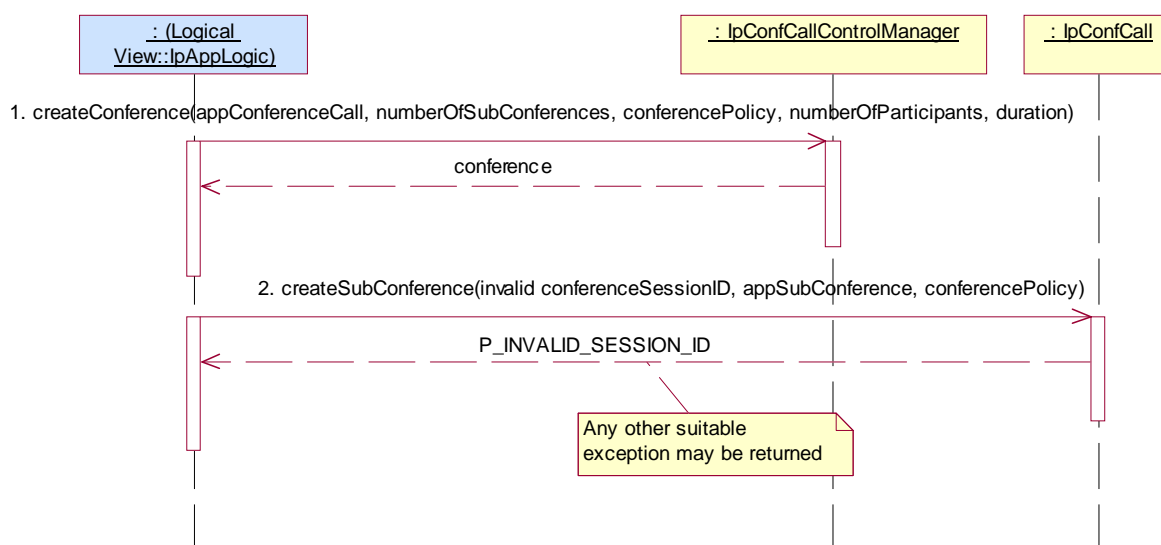 : (Logical
View::IpAppLogic)
: IpConfCallControlManager
: IpConfCall
1. createConference(appConferenceCall, numberOfSubConferences, conferencePolicy, numberOfParticipants, duration)
conference
2. createSubConference(invalid conferenceSessionID, appSubConference, conferencePolicy)
P_INVALID_SESSION_ID
Any other suitable
exception may be returned